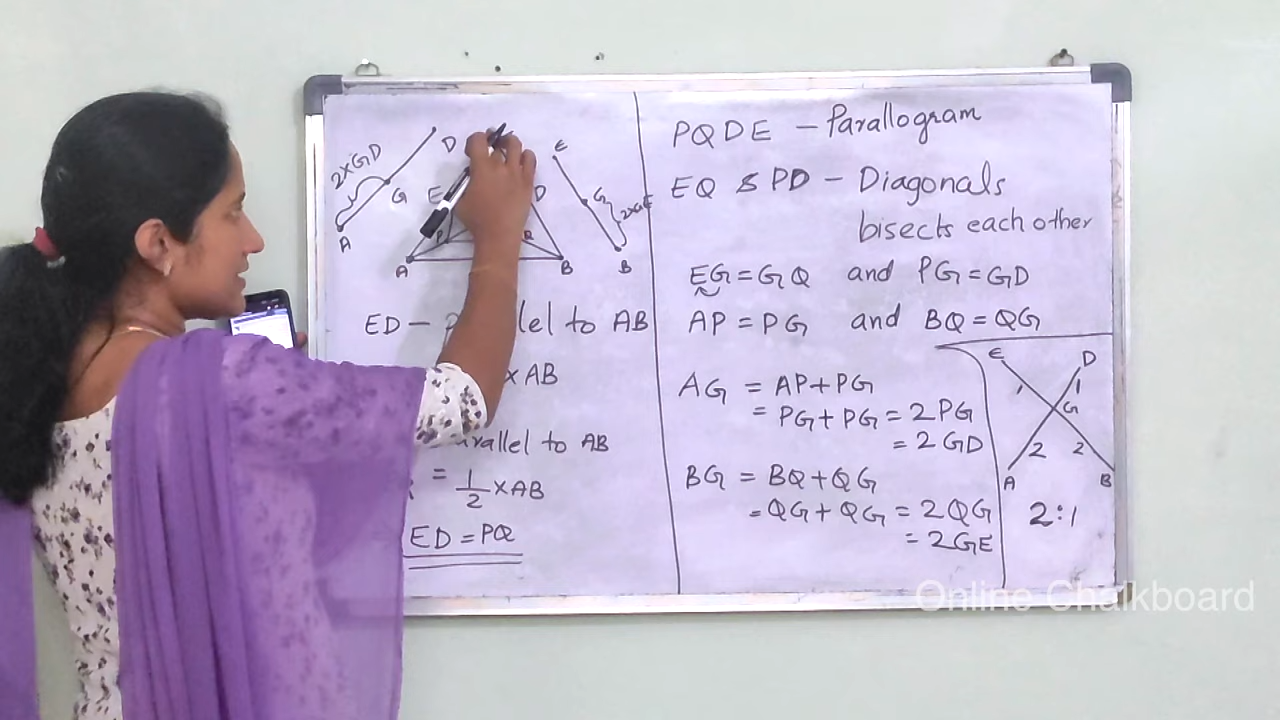 2×GD
D
G
A
E
D
P
Q
A
B
E
G
2×GE
B
ED – parallel to AB
×AB
parallel to AB
= 1/2 ×AB
ED = PQ
PQDE – Parallogram
EQ & PD – Diagonals
bisects each other
EG = GQ and PG = GD
AP = PG and BQ = QG
AG = AP+PG
= PG+PG = 2PG
= 2GD
BG = BQ+QG
= QG+QG = 2QG
= 2GE
E
D
1
1
G
2
2
A
B
2:1
Online Chalkboard